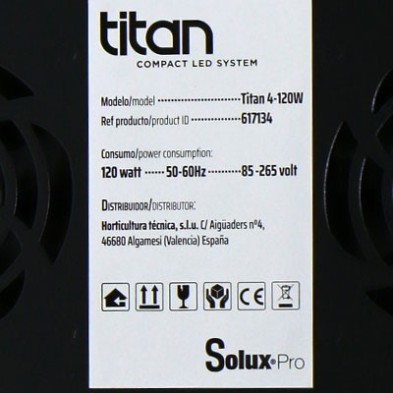 titan
COMPACT LED SYSTEM
Modelo/model ·····················Titan 4-120W
Ref producto/product ID ·············617134
Consumo/power consumption:
120 watt ······ 50-60Hz ··········85 -265 volt
DISTRIBUIDOR/DISTRIBUTOR:
Horticultura técnica, s.l.u. C/ Aigüaders nº4,
46680 Algamesi (Valencia) España
CE
Solux·Pro